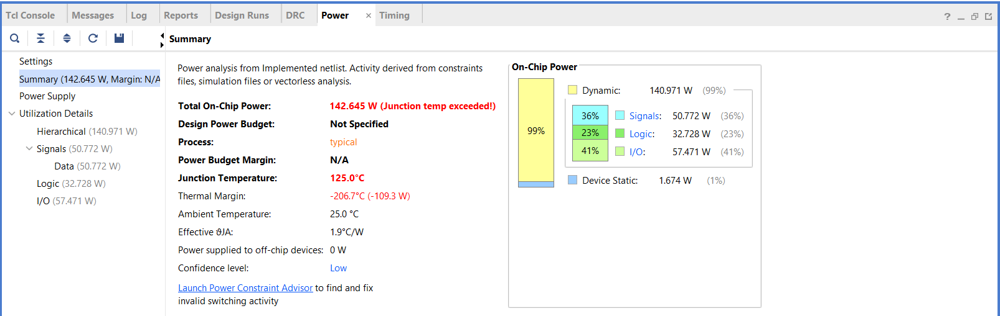 Tcl Console Messages Log Reports Design Runs DRC Power × Timing ?
Summary
Settings
Summary (142.645 W, Margin: N/A
Power Supply
Utilization Details
Hierarchical (140.971 W)
Signals (50.772 W)
Data (50.772 W)
Logic (32.728 W)
I/O (57.471 W)
Power analysis from Implemented netlist. Activity derived from constraints
files, simulation files or vectorless analysis.
Total On-Chip Power: 142.645 W (Junction temp exceeded!)
Design Power Budget: Not Specified
Process: typical
Power Budget Margin: N/A
Junction Temperature: 125.0°C
Thermal Margin: -206.7°C (-109.3 W)
Ambient Temperature: 25.0 °C
Effective ϑJA: 1.9°C/W
Power supplied to off-chip devices: 0 W
Confidence level: Low
Launch Power Constraint Advisor to find and fix
invalid switching activity
On-Chip Power
Dynamic: 140.971 W (99%)
99%
36% Signals: 50.772 W (36%)
23% Logic: 32.728 W (23%)
41% I/O: 57.471 W (41%)
Device Static: 1.674 W (1%)